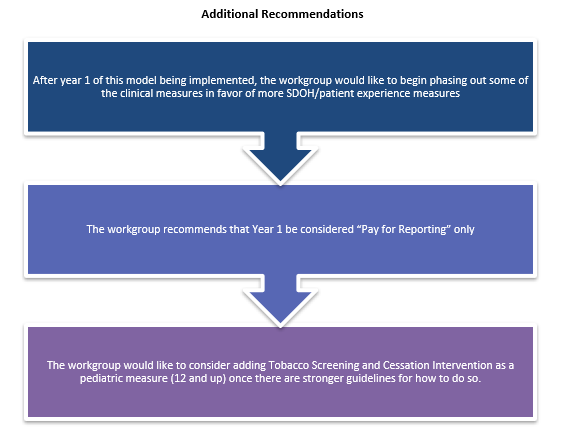 Additional Recommendations
After year 1 of this model being implemented, the workgroup would like to begin phasing out some of
the clinical measures in favor of more SDOH/patient experience measures
The workgroup recommends that Year 1 be considered “Pay for Reporting” only
The workgroup would like to consider adding Tobacco Screening and Cessation Intervention as a
pediatric measure (12 and up) once there are stronger guidelines for how to do so.